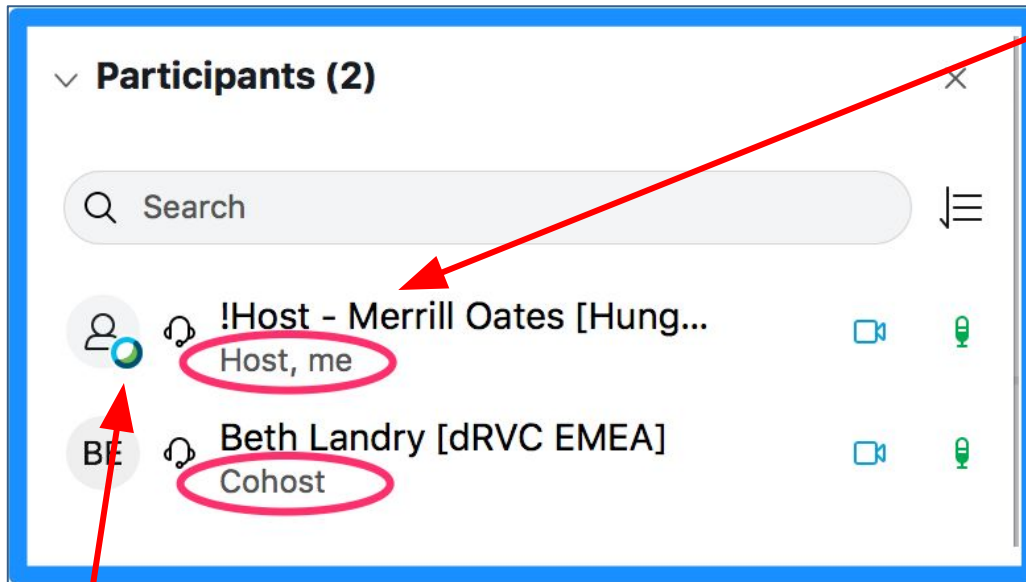 Participants (2)
Search
!Host - Merrill Oates [Hung...
Host, me
BE
Beth Landry [dRVC EMEA]
Cohost